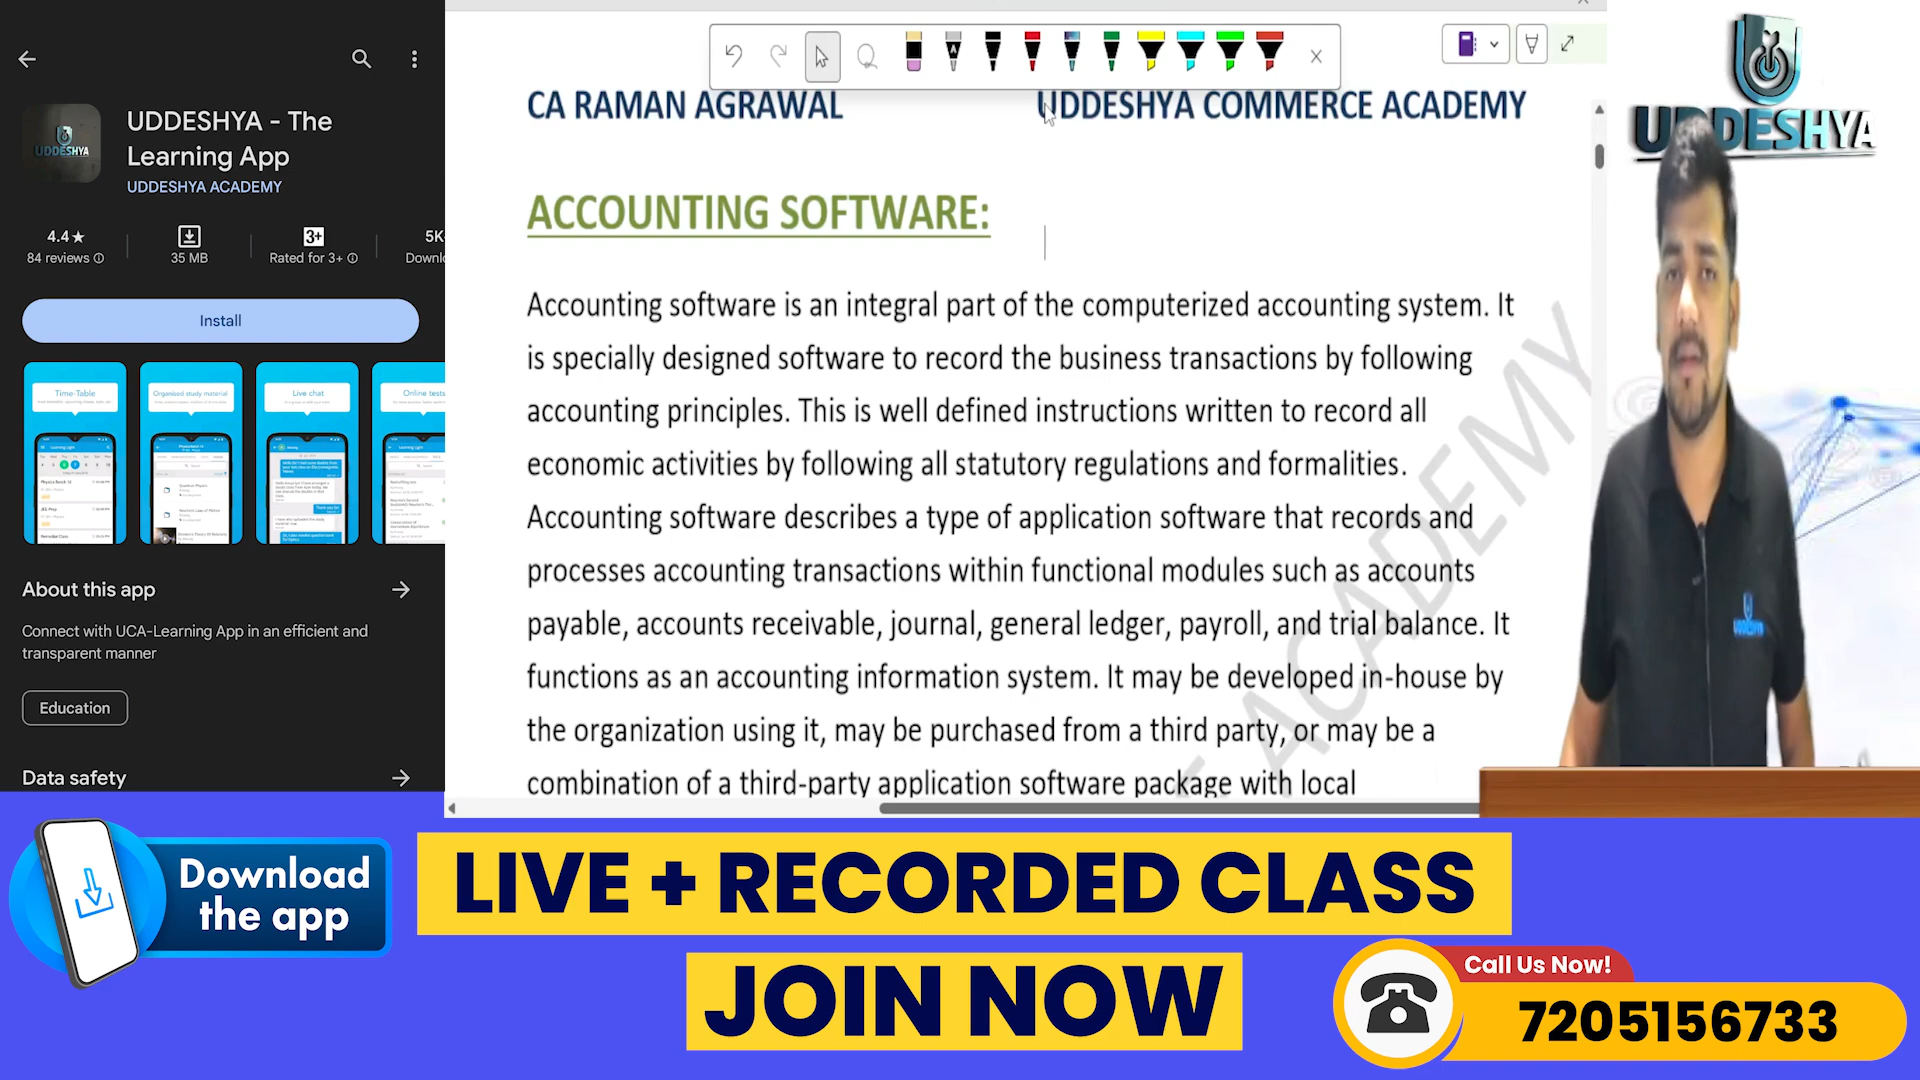 UDDESHYA - The
Learning App
UDDESHYA ACADEMY
4.4★
84 reviews
35 MB
3+
Rated for 3+
5K
Downl
Install
Time-Table
Organised study material
Live chat
Online tests
About this app
Connect with UCA-Learning App in an efficient and
transparent manner
Education
Data safety
CA RAMAN AGRAWAL UDDESHYA COMMERCE ACADEMY
ACCOUNTING SOFTWARE:
Accounting software is an integral part of the computerized accounting system. It
is specially designed software to record the business transactions by following
accounting principles. This is well defined instructions written to record all
economic activities by following all statutory regulations and formalities.
Accounting software describes a type of application software that records and
processes accounting transactions within functional modules such as accounts
payable, accounts receivable, journal, general ledger, payroll, and trial balance. It
functions as an accounting information system. It may be developed in-house by
the organization using it, may be purchased from a third party, or may be a
combination of a third-party application software package with local
ACADEMY
UDDESHYA
UDDESHYA
Download
the app
LIVE + RECORDED CLASS
JOIN NOW
Call Us Now!
7205156733